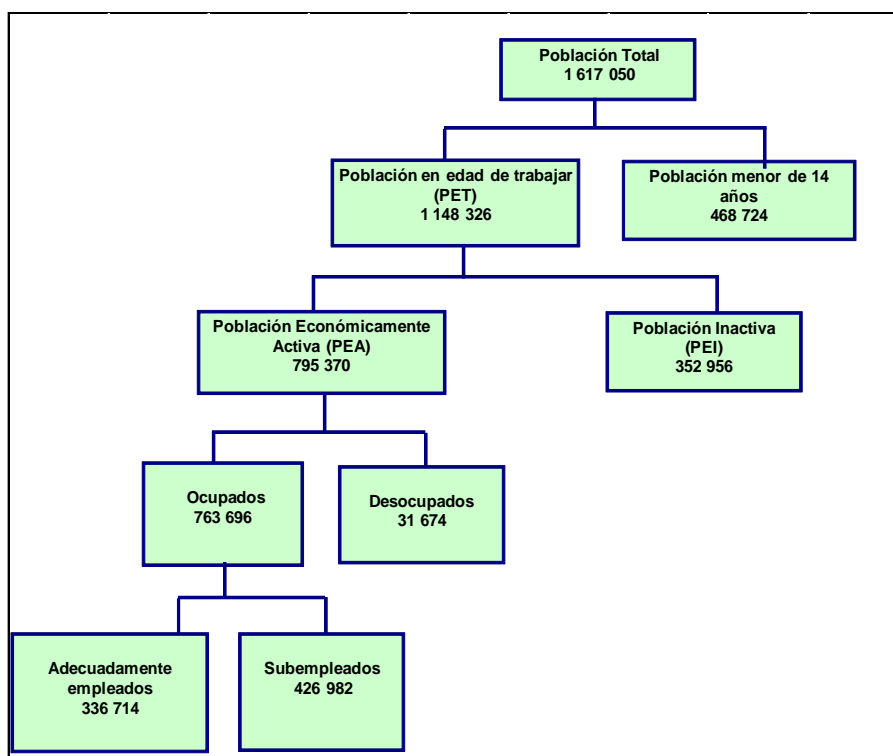 Población Total
1 617 050
Población en edad de trabajar
(PET)
1 148 326
Población menor de 14
años
468 724
Población Económicamente
Activa (PEA)
795 370
Población Inactiva
(PEI)
352 956
Ocupados
763 696
Desocupados
31 674
Adecuadamente
empleados
336 714
Subempleados
426 982